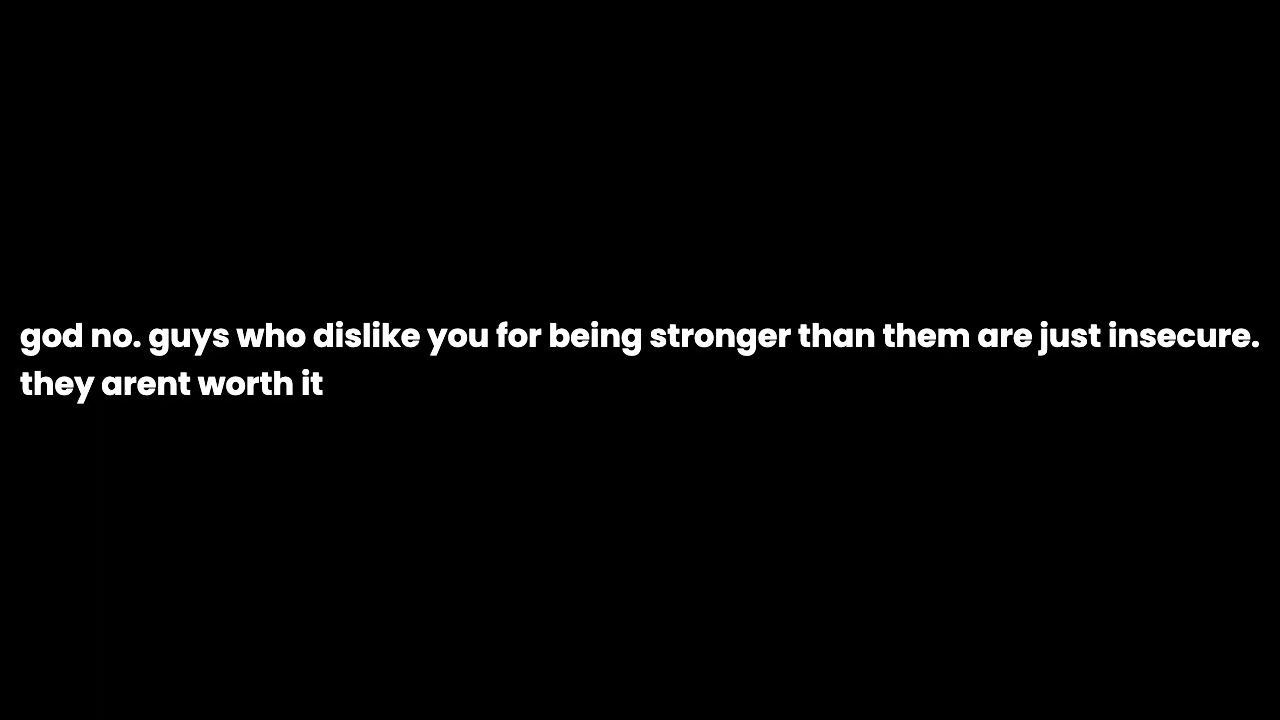 god no. guys who dislike you for being stronger than them are just insecure.
they arent worth it